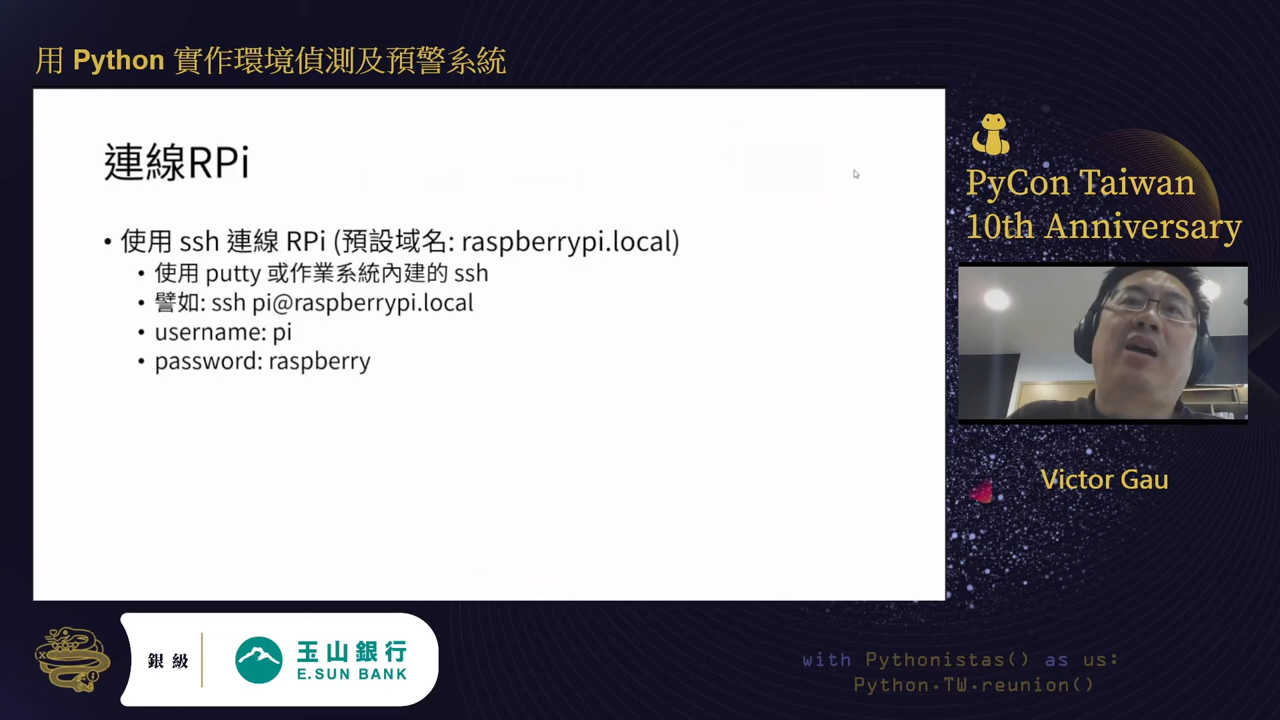 用 Python 實作環境偵測及預警系統
連線RPi
• 使用 ssh 連線 RPi (預設域名: raspberrypi.local)
• 使用 putty 或作業系統內建的 ssh
• 譬如: ssh pi@raspberrypi.local
• username: pi
• password: raspberry
PyCon Taiwan
10th Anniversary
Victor Gau
銀級
玉山銀行
E.SUN BANK
with Pythonistas() as us:
Python.TW.reunion()